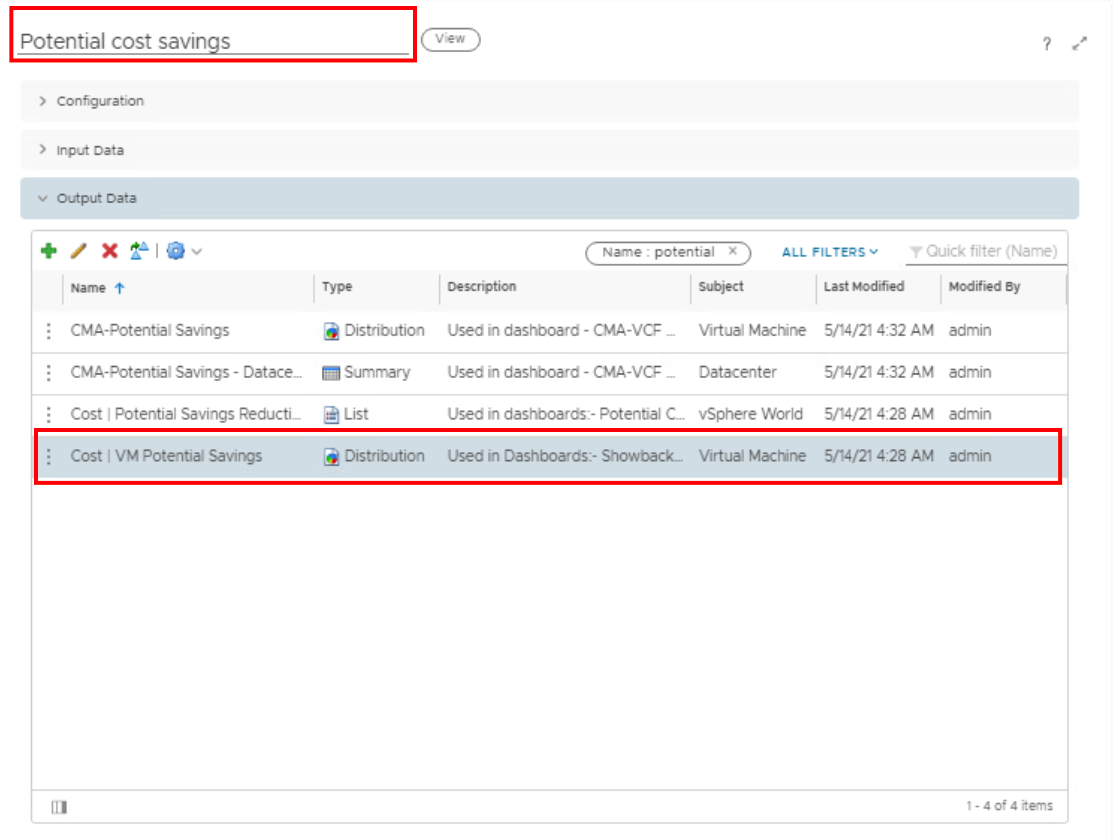 Potential cost savings View ?
Configuration
Input Data
Output Data
Name : potential × ALL FILTERS Quick filter (Name)
Name Type Description Subject Last Modified Modified By
CMA-Potential Savings Distribution Used in dashboard - CMA-VCF ... Virtual Machine 5/14/21 4:32 AM admin
CMA-Potential Savings - Datace... Summary Used in dashboard - CMA-VCF ... Datacenter 5/14/21 4:32 AM admin
Cost | Potential Savings Reducti... List Used in dashboards:- Potential C... vSphere World 5/14/21 4:28 AM admin
Cost | VM Potential Savings Distribution Used in Dashboards:- Showback... Virtual Machine 5/14/21 4:28 AM admin
1 - 4 of 4 items